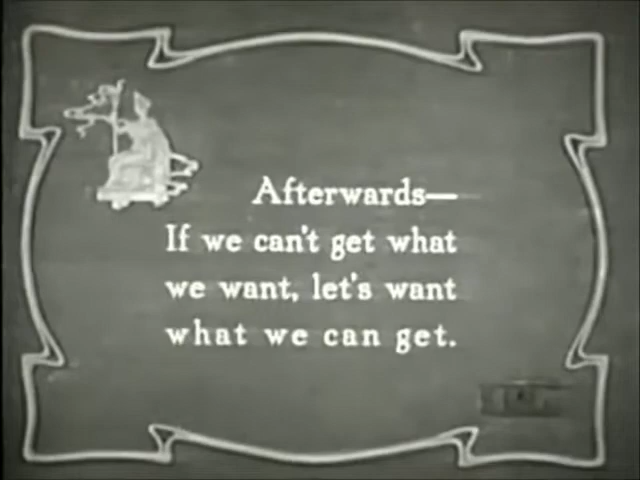 Afterwards—
If we can't get what
we want, let's want
what we can get.